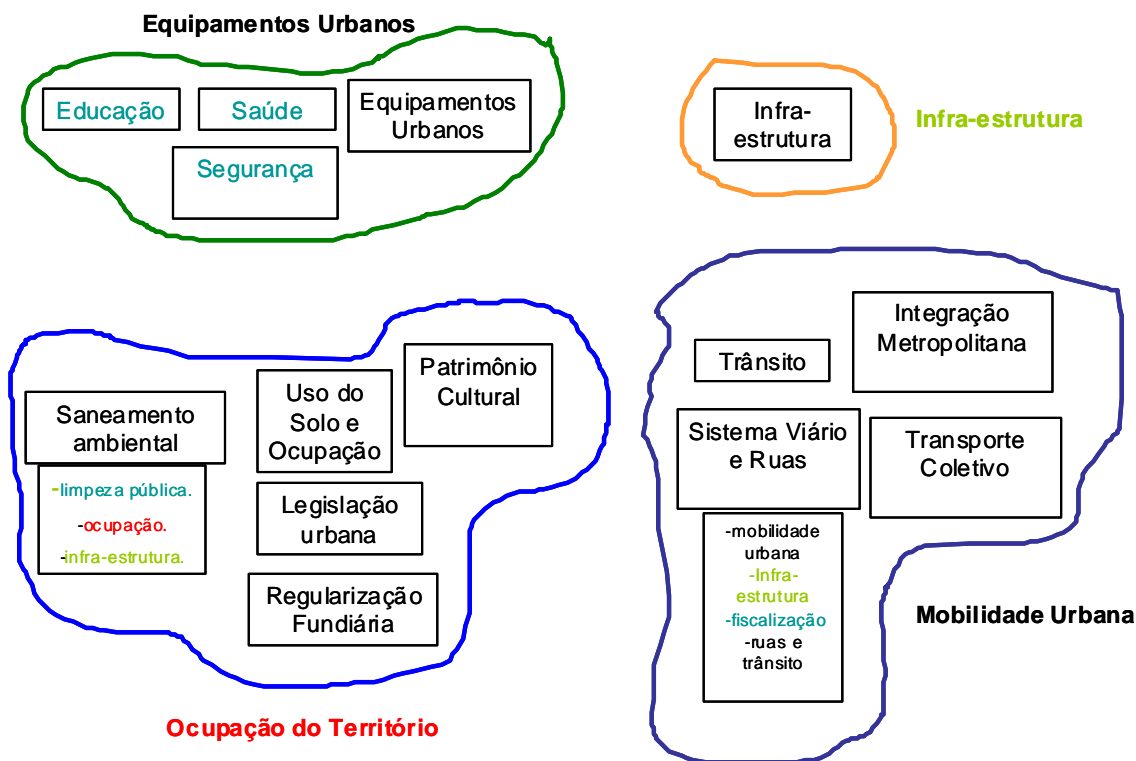 Equipamentos Urbanos
Educação
Saúde
Equipamentos
Urbanos
Segurança
Infra-
estrutura
Infra-estrutura
Saneamento
ambiental
-limpeza pública.
-ocupação.
-infra-estrutura.
Uso do
Solo e
Ocupação
Patrimônio
Cultural
Legislação
urbana
Regularização
Fundiária
Ocupação do Território
Integração
Metropolitana
Trânsito
Sistema Viário
e Ruas
Transporte
Coletivo
-mobilidade
urbana
-Infra-
estrutura
-fiscalização
-ruas e
trânsito
Mobilidade Urbana